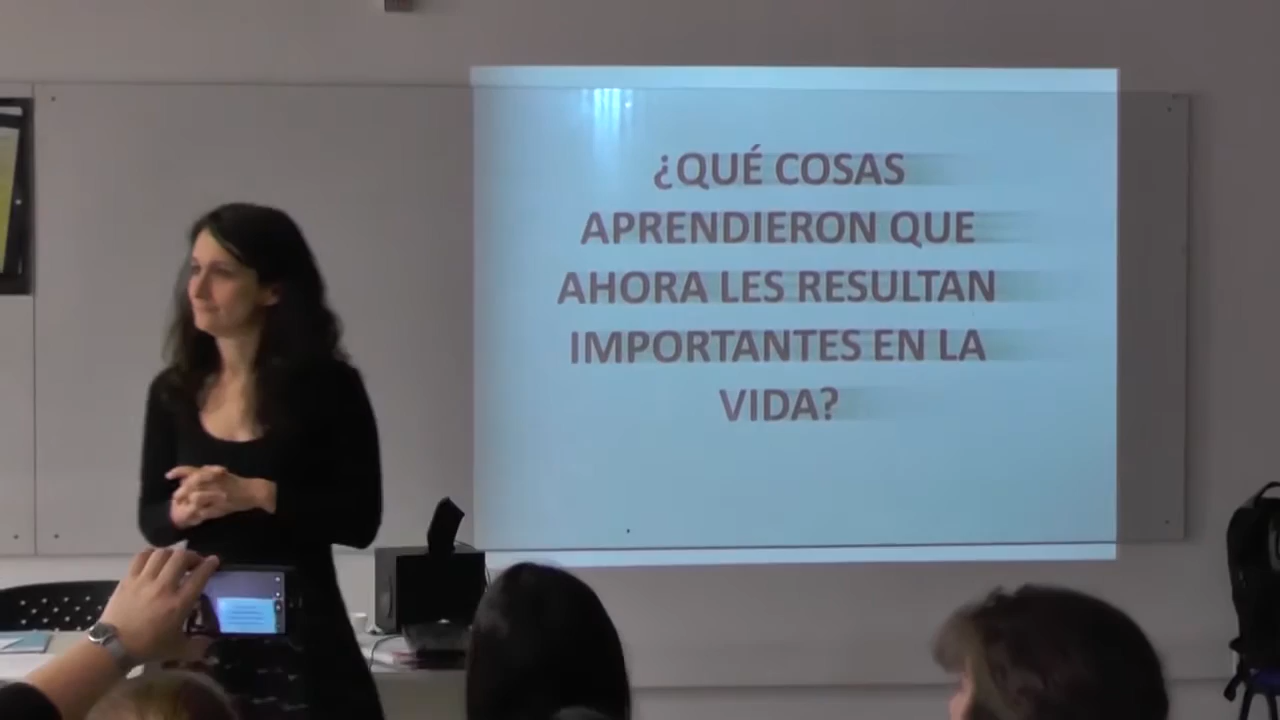 ¿QUÉ COSAS
APRENDIERON QUE
AHORA LES RESULTAN
IMPORTANTES EN LA
VIDA?